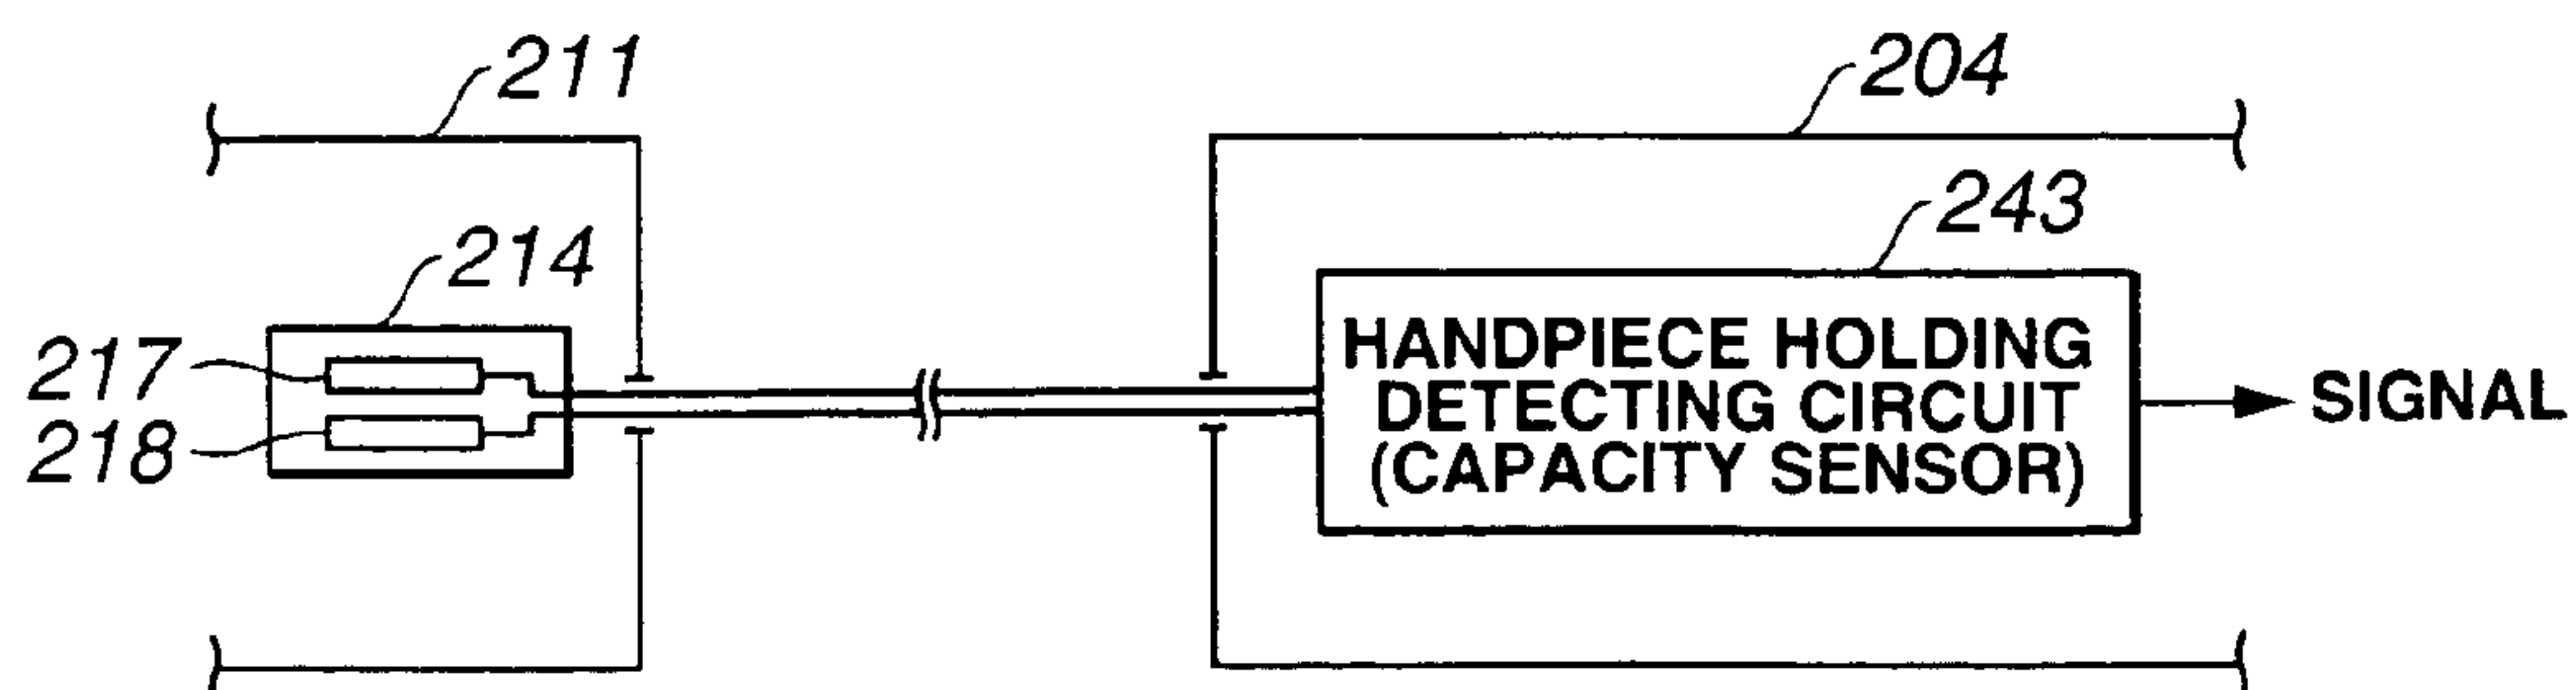 211
204
243
214
217
218
HANDPIECE HOLDING
DETECTING CIRCUIT
(CAPACITY SENSOR)
SIGNAL